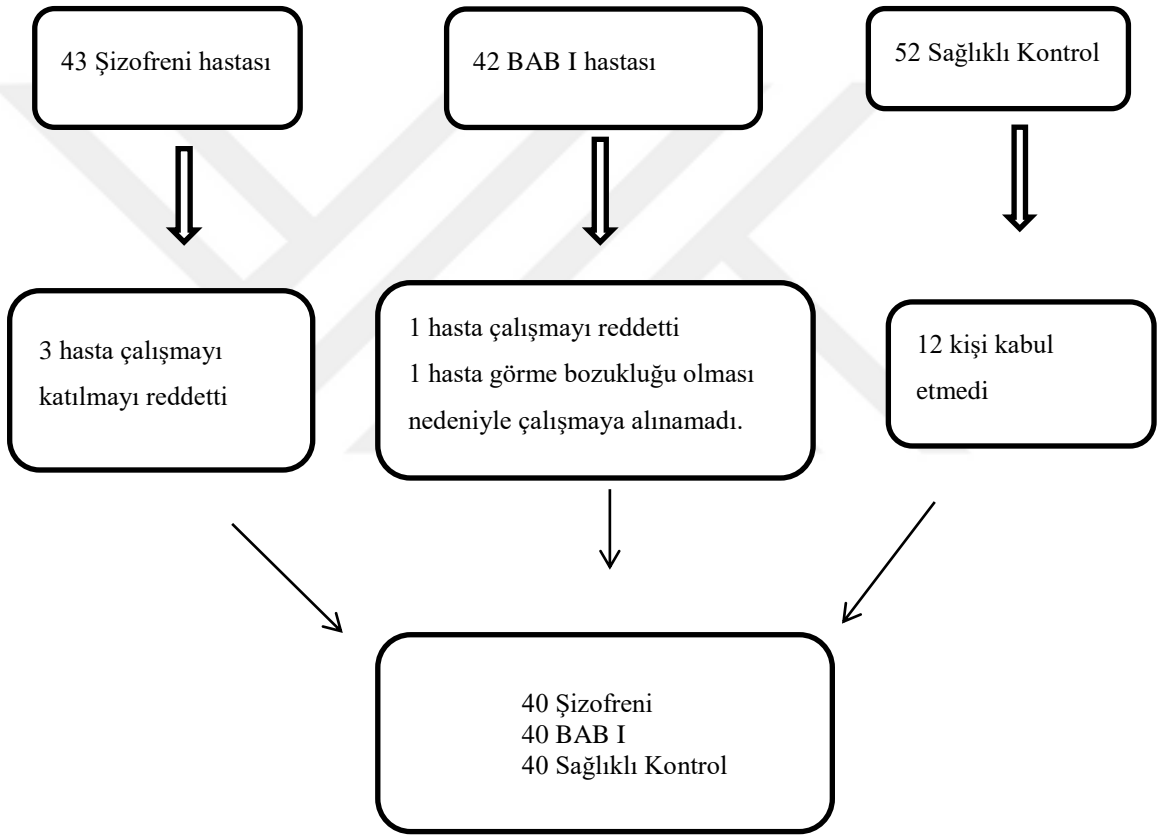 43 Şizofreni hastası
42 BAB I hastası
52 Sağlıklı Kontrol
3 hasta çalışmayı
katılmayı reddetti
1 hasta çalışmayı reddetti
1 hasta görme bozukluğu olması
nedeniyle çalışmaya alınamadı.
12 kişi kabul
etmedi
40 Şizofreni
40 BAB I
40 Sağlıklı Kontrol